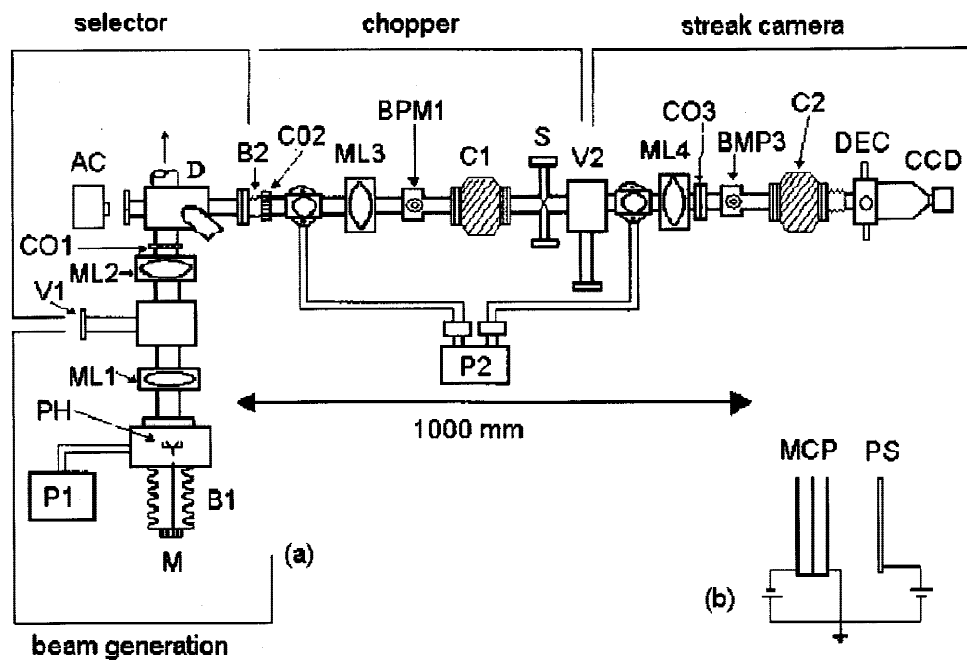 selector
chopper
streak camera
AC
D
B2
C02
ML3
BPM1
C1
S
V2
ML4
CO3
BMP3
C2
DEC
CCD
CO1
ML2
V1
ML1
PH
P1
B1
M
P2
1000 mm
(a)
MCP
PS
(b)
beam generation